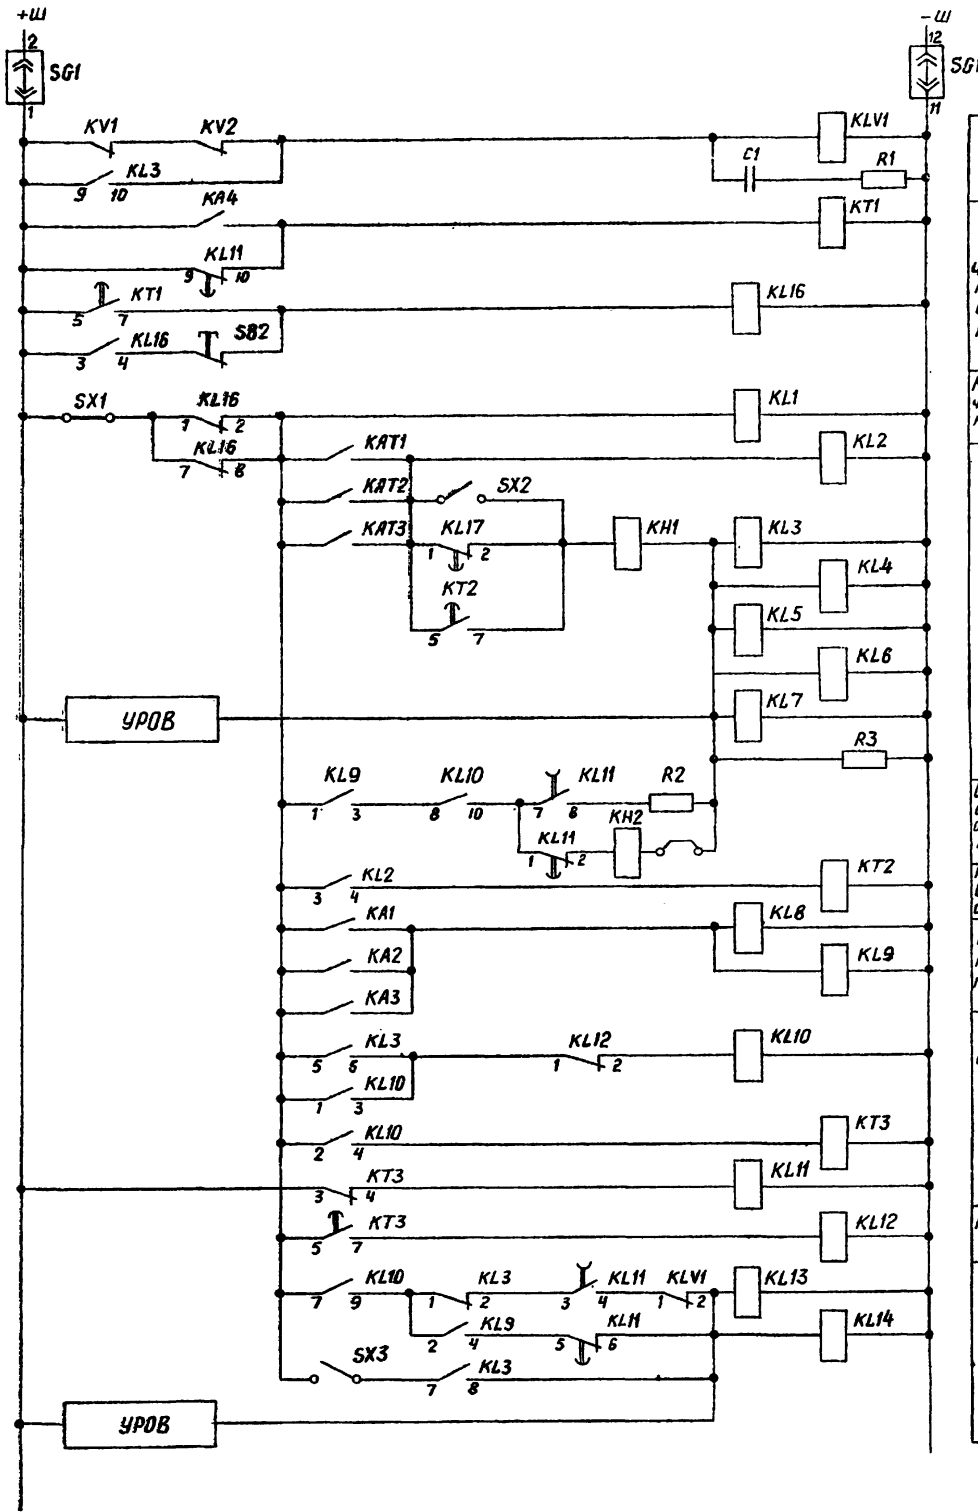 +Ш
-Ш
2
12
SG1
SG1
1
11
KV1 KV2 KLV1
C1 R1
KL3
9 10
KA4 KT1
KL11
9 10
KT1 KL16
5 7
KL16 SB2
3 4
SX1 KL16 KL1
1 2
KL16
7 8
KAT1 KL2
KAT2 SX2
KAT3 KL17 KH1 KL3
1 2
KT2 KL4
5 7
KL5
KL6
УРОВ KL7
R3
KL9 KL10 KL11 R2
1 3 8 10 7 8
KL11 KH2
1 2
KL2 KT2
3 4
KA1 KL8
KA2 KL9
KA3
KL3 KL12 KL10
5 6 1 2
KL10
1 3
KL10 KT3
2 4
KT3 KL11
3 4
KT3 KL12
5 7
KL10 KL3 KL11 KLV1 KL13
7 9 1 2 3 4 1 2
KL9 KL11 KL14
2 4 5 6
SX3 KL3
7 8
УРОВ